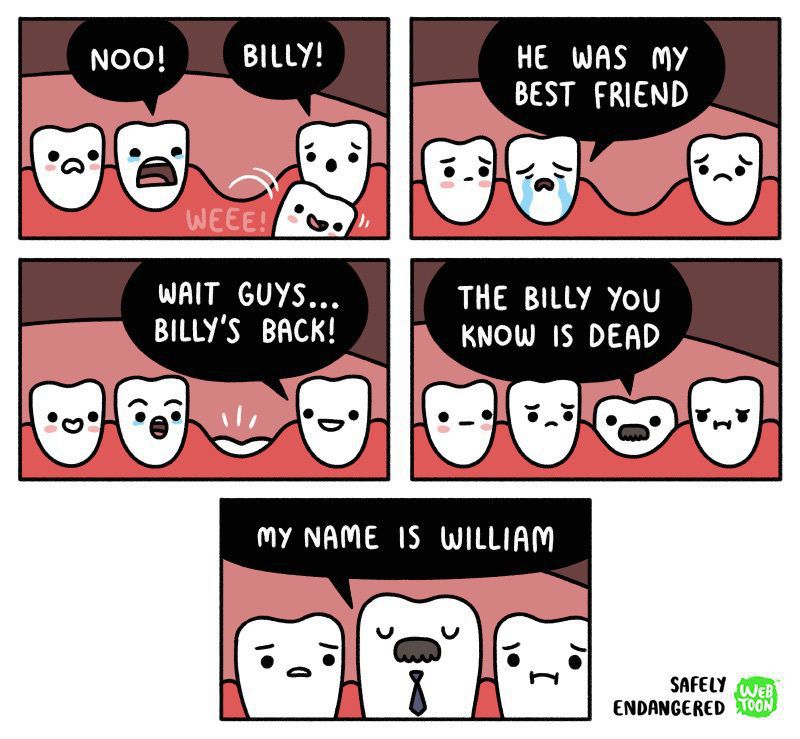 NOO!
BILLY!
WEEE!
HE WAS MY
BEST FRIEND
WAIT GUYS...
BILLY'S BACK!
THE BILLY YOU
KNOW IS DEAD
MY NAME IS WILLIAM
SAFELY
ENDANGERED
WEB
TOON